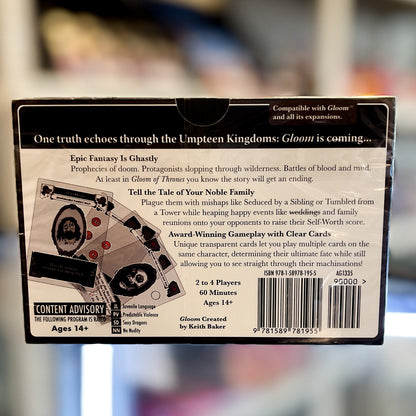 Compatible with Gloom™
and all its expansions.
One truth echoes through the Umpteen Kingdoms: Gloom is coming...
Epic Fantasy Is Ghastly
Prophecies of doom. Protagonists slopping through wilderness. Battles of blood and mud.
At least in Gloom of Thrones you know the story will get an ending.
Tell the Tale of Your Noble Family
Plague them with mishaps like Seduced by a Sibling or Tumbled from
a Tower while heaping happy events like weddings and family
reunions onto your opponents to raise their Self-Worth score.
Award-Winning Gameplay with Clear Cards
Unique transparent cards let you play multiple cards on the
same character, determining their ultimate fate while still
allowing you to see straight through their machinations!
CONTENT ADVISORY
THE FOLLOWING PROGRAM IS RATED
Ages 14+
JL Juvenile Language
PV Predictable Violence
SD Sexy Dragons
NN No Nudity
2 to 4 Players
60 Minutes
Ages 14+
Gloom Created
by Keith Baker
ISBN 978-1-58978-195-5
AG1335
90000 >
9 781589 781955